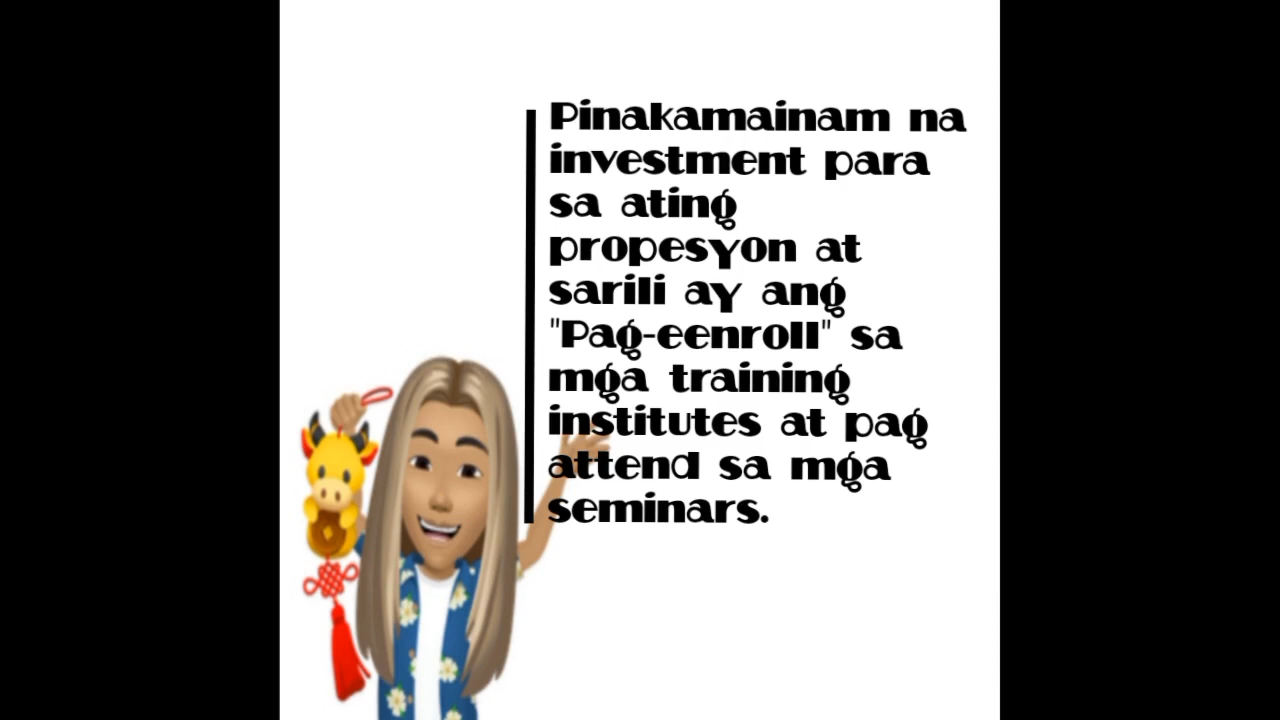 Pinakamainam na
investment para
sa ating
propesyon at
sarili ay ang
"Pag-eenroll" sa
mga training
institutes at pag
attend sa mga
seminars.